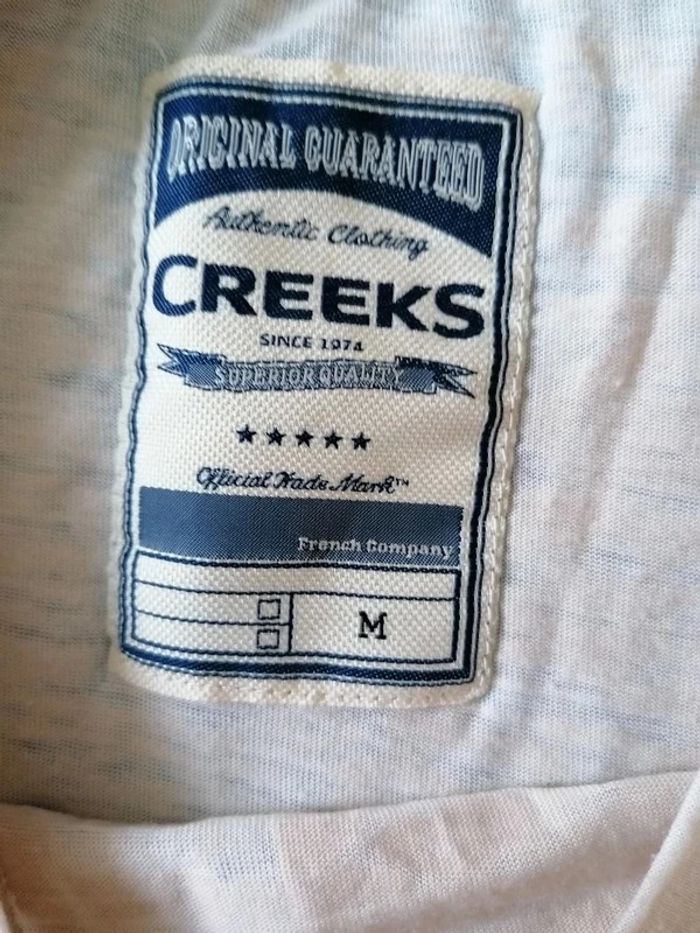 ORIGINAL GUARANTEED
Authentic Clothing
CREEKS
SINCE 1974
SUPERIOR QUALITY
Official Trade Mark™
French Company
M